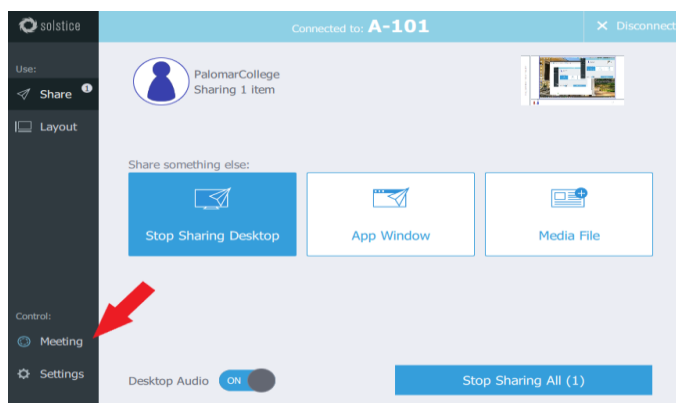 solstice
Connected to: A-101
Disconnect
Use:
Share 1
Layout
PalomarCollege
Sharing 1 item
Share something else:
Stop Sharing Desktop
App Window
Media File
Control:
Meeting
Settings
Desktop Audio ON
Stop Sharing All (1)